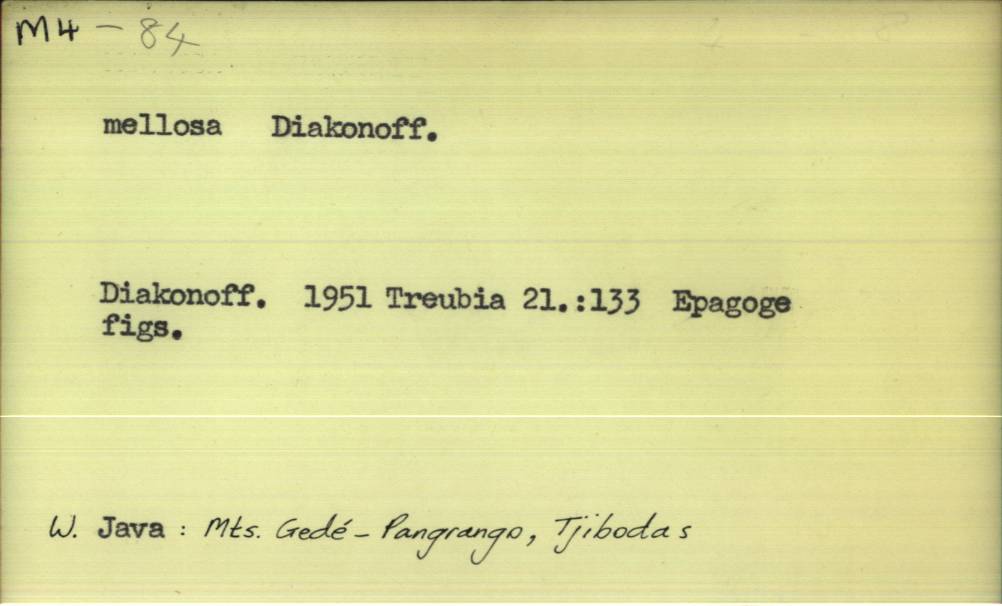 M4 - 84
mellosa Diakonoff.
Diakonoff. 1951 Treubia 21.:133 Epagoge
figs.
W. Java : Mts. Gedé - Pangrango, Tjibodas